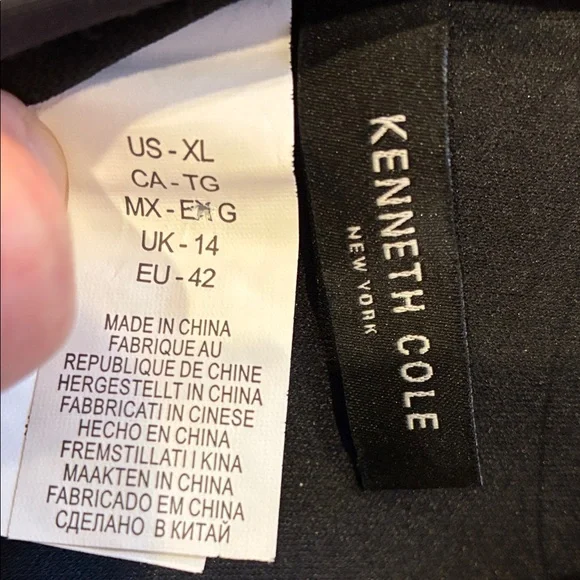 US - XL
CA - TG
MX - EXG
UK - 14
EU - 42
MADE IN CHINA
FABRIQUE AU
REPUBLIQUE DE CHINE
HERGESTELLT IN CHINA
FABBRICATI IN CINESE
HECHO EN CHINA
FREMSTILLATI I KINA
MAAKTEN IN CHINA
FABRICADO EM CHINA
СДЕЛАНО В КИТАЙ
KENNETH COLE
NEW YORK